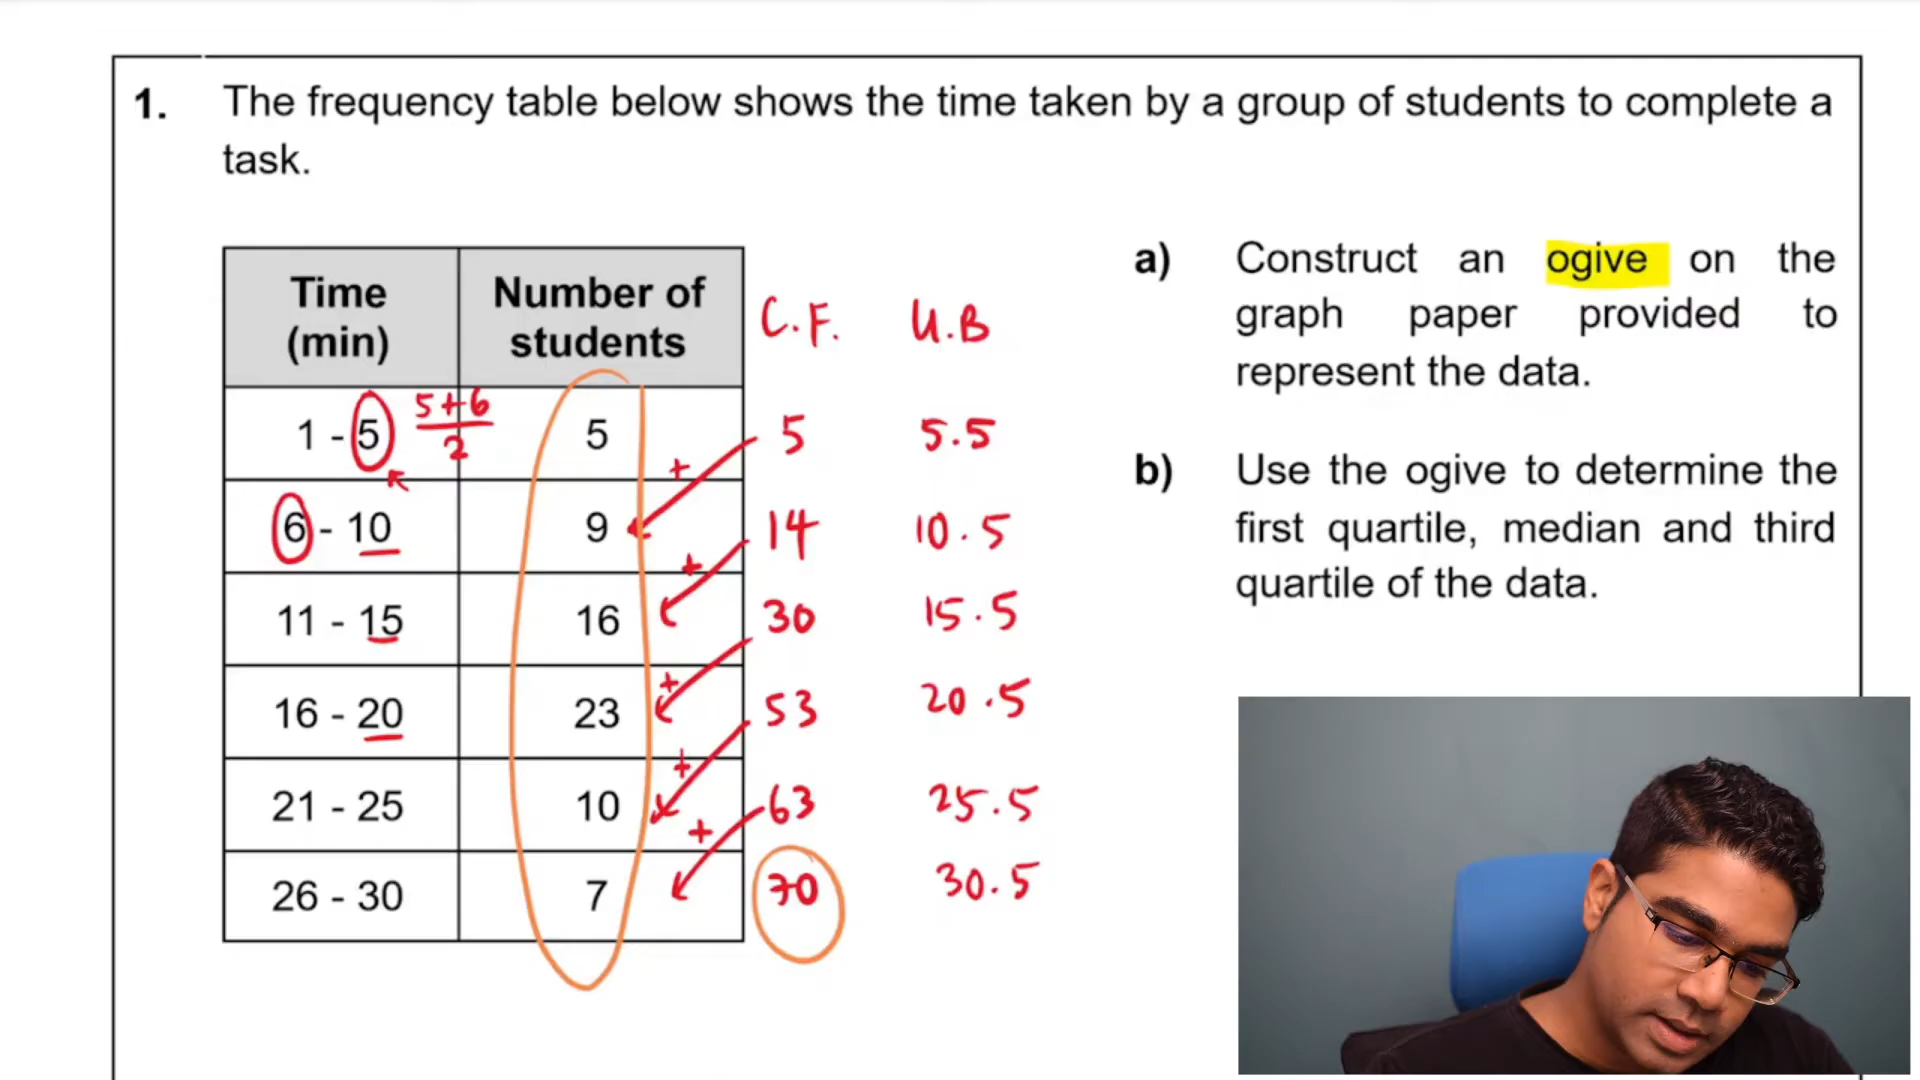 1. The frequency table below shows the time taken by a group of students to complete a
task.
Time
(min)
Number of
students
C.F.
U.B
1 - 5
5+6
2
5
5
5.5
6 - 10
9
+
14
10.5
11 - 15
16
+
30
15.5
16 - 20
23
+
53
20.5
21 - 25
10
+
63
25.5
26 - 30
7
+
70
30.5
a) Construct an ogive on the
graph paper provided to
represent the data.
b) Use the ogive to determine the
first quartile, median and third
quartile of the data.